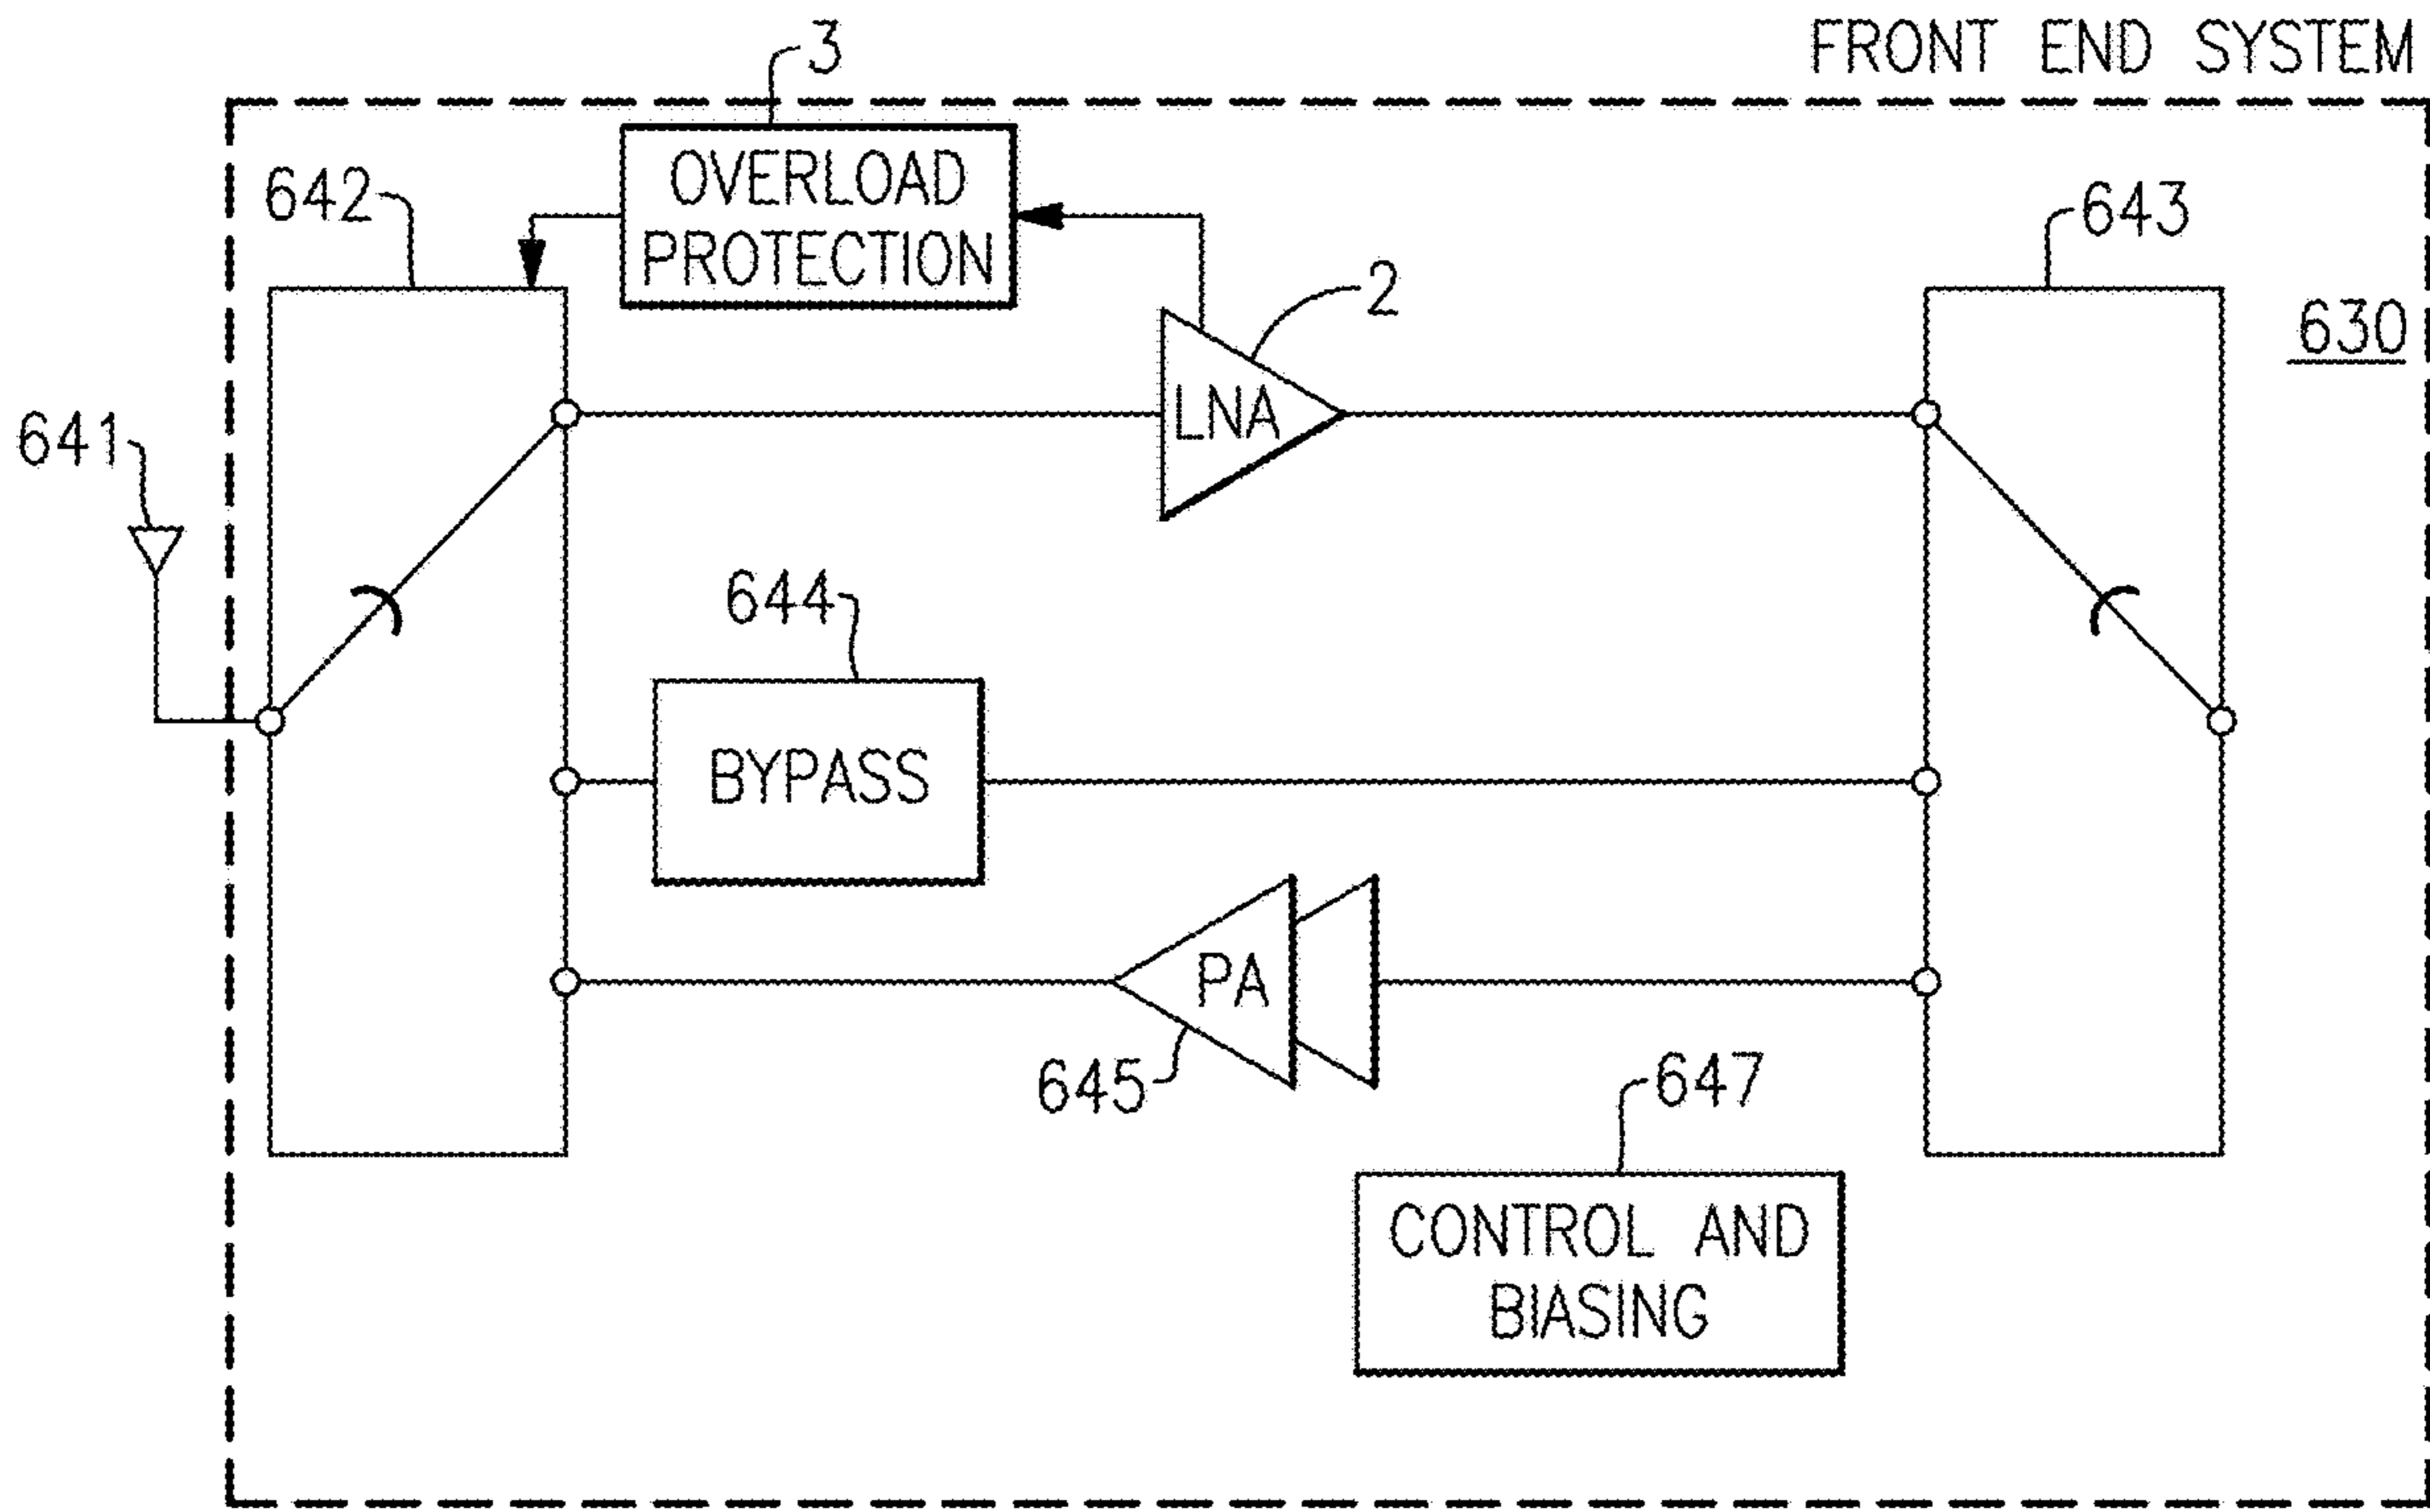 FRONT END SYSTEM
3
OVERLOAD
PROTECTION
642
643
2
630
LNA
641
644
BYPASS
PA
645
647
CONTROL AND
BIASING